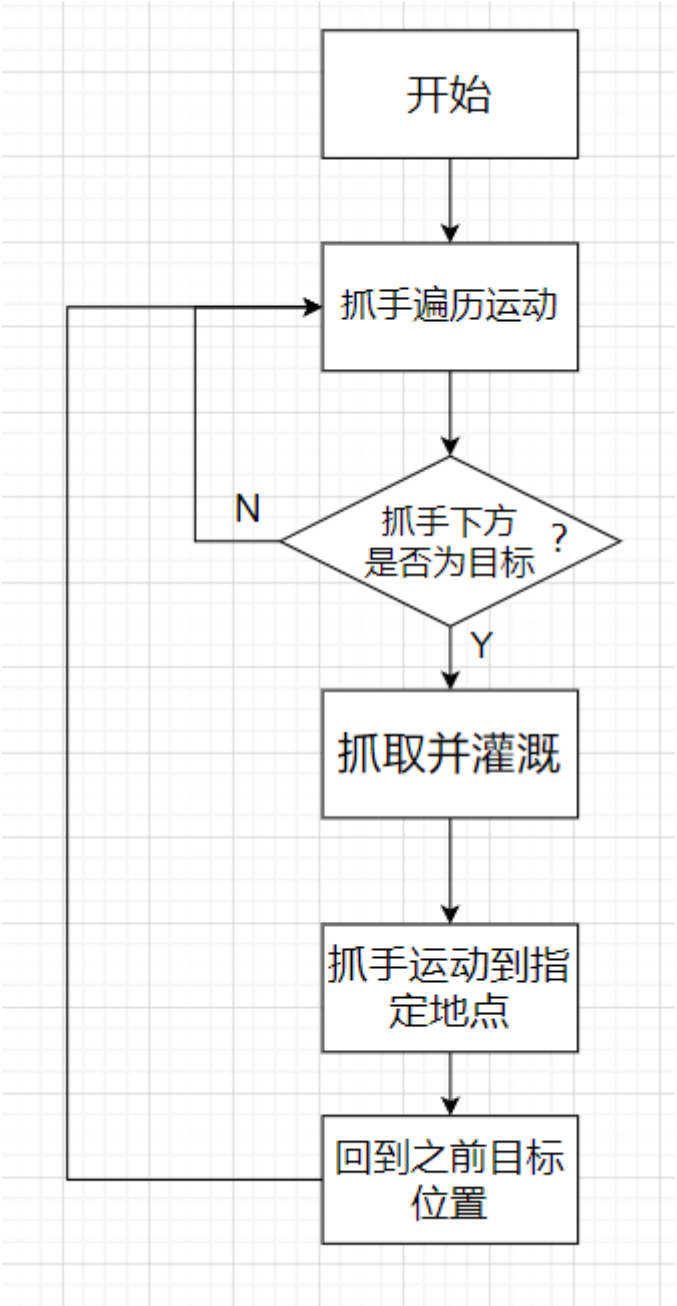 开始
抓手遍历运动
N
抓手下方
是否为目标
?
Y
抓取并灌溉
抓手运动到指
定地点
回到之前目标
位置